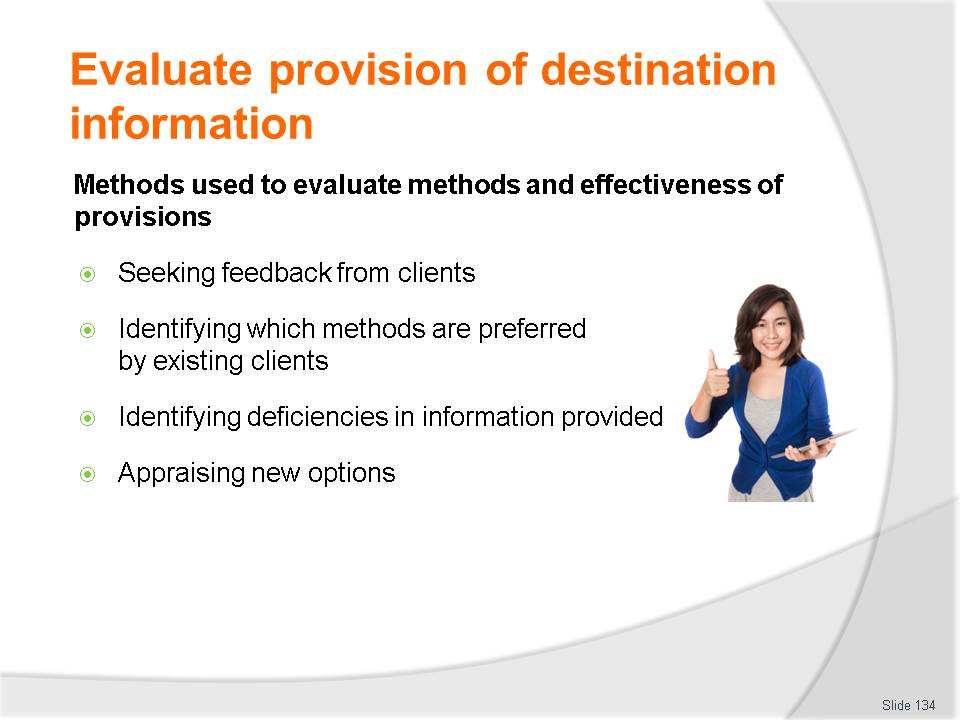 Evaluate provision of destination
information
Methods used to evaluate methods and effectiveness of
provisions
Seeking feedback from clients
Identifying which methods are preferred
by existing clients
Identifying deficiencies in information provided
Appraising new options
Slide 134